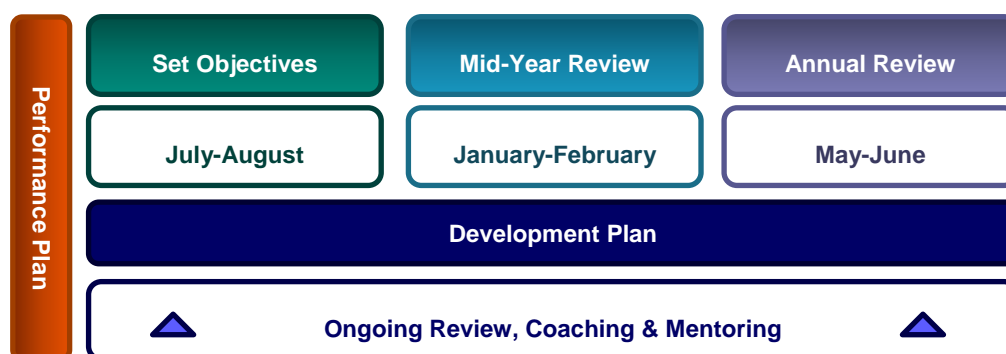 Performance Plan
Set Objectives
Mid-Year Review
Annual Review
July-August
January-February
May-June
Development Plan
Ongoing Review, Coaching & Mentoring